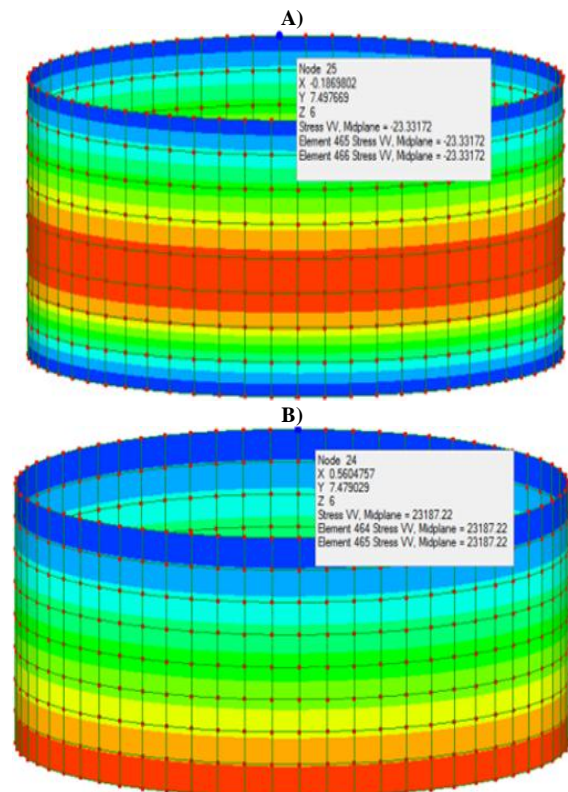 A)
Node 25
X -0.1869802
Y 7.497669
Z 6
Stress VV, Midplane = -23.33172
Element 465 Stress VV, Midplane = -23.33172
Element 466 Stress VV, Midplane = -23.33172
B)
Node 24
X 0.5604757
Y 7.479029
Z 6
Stress VV, Midplane = 23187.22
Element 464 Stress VV, Midplane = 23187.22
Element 465 Stress VV, Midplane = 23187.22